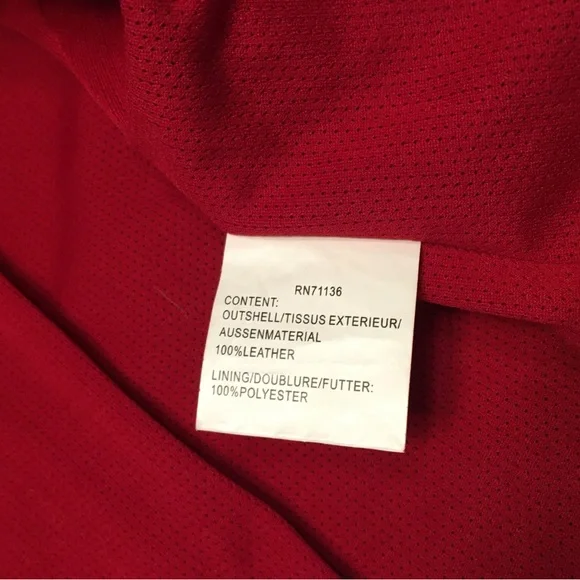 RN71136
CONTENT:
OUTSHELL/TISSUS EXTERIEUR/
AUSSENMATERIAL
100%LEATHER
LINING/DOUBLURE/FUTTER:
100%POLYESTER